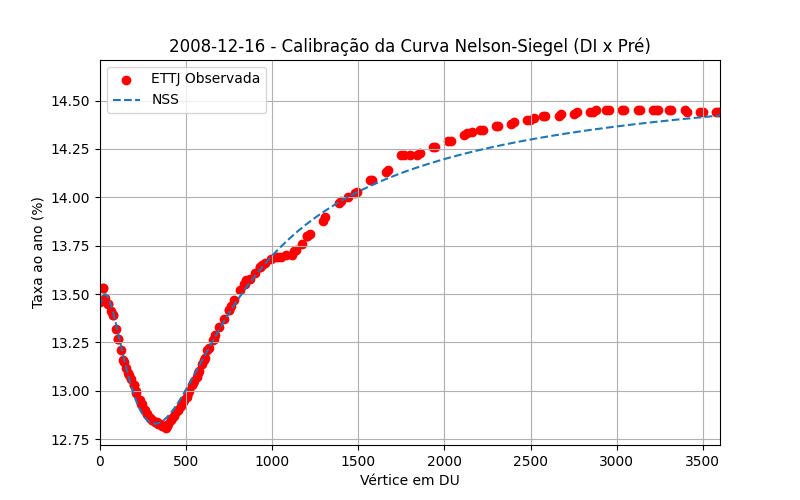 2008-12-16 - Calibração da Curva Nelson-Siegel (DI x Pré)
ETTJ Observada
NSS
Taxa ao ano (%)
14.50
14.25
14.00
13.75
13.50
13.25
13.00
12.75
0 500 1000 1500 2000 2500 3000 3500
Vértice em DU